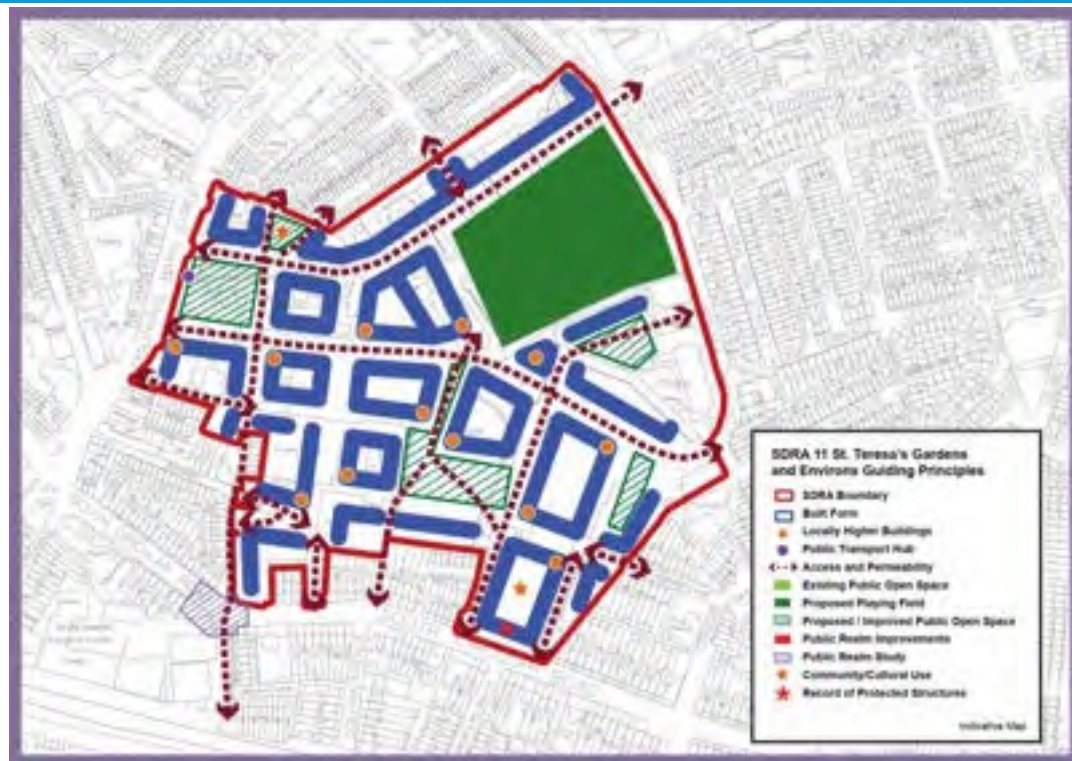 SDRA 11 St. Teresa's Gardens
and Environs Guiding Principles
SDRA Boundary
Built Form
Locally Higher Buildings
Public Transport Hub
Access and Permeability
Existing Public Open Space
Proposed Playing Field
Proposed / Improved Public Open Space
Public Realm Improvements
Public Realm Study
Community/Cultural Use
Record of Protected Structures
Indicative Map